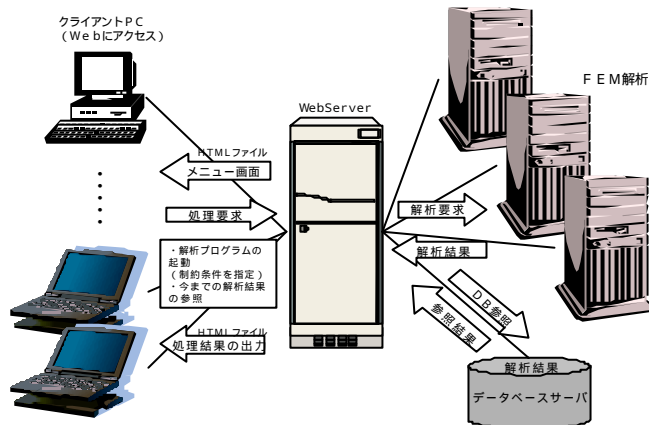 クライアントPC
（Webにアクセス）
WebServer
FEM解析
HTMLファイル
メニュー画面
処理要求
・解析プログラムの
起動
（制約条件を指定）
・今までの解析結果
の参照
HTMLファイル
処理結果の出力
解析要求
解析結果
DB参照
参照結果
解析結果
データベースサーバ